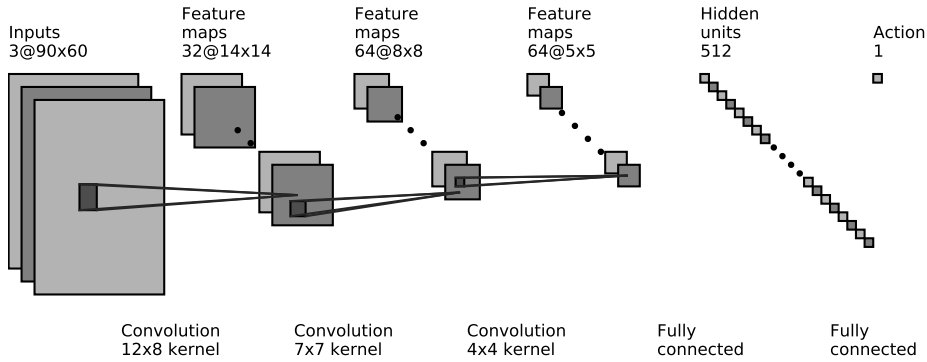 Inputs
3@90x60
Feature
maps
32@14x14
Feature
maps
64@8x8
Feature
maps
64@5x5
Hidden
units
512
Action
1
Convolution
12x8 kernel
Convolution
7x7 kernel
Convolution
4x4 kernel
Fully
connected
Fully
connected